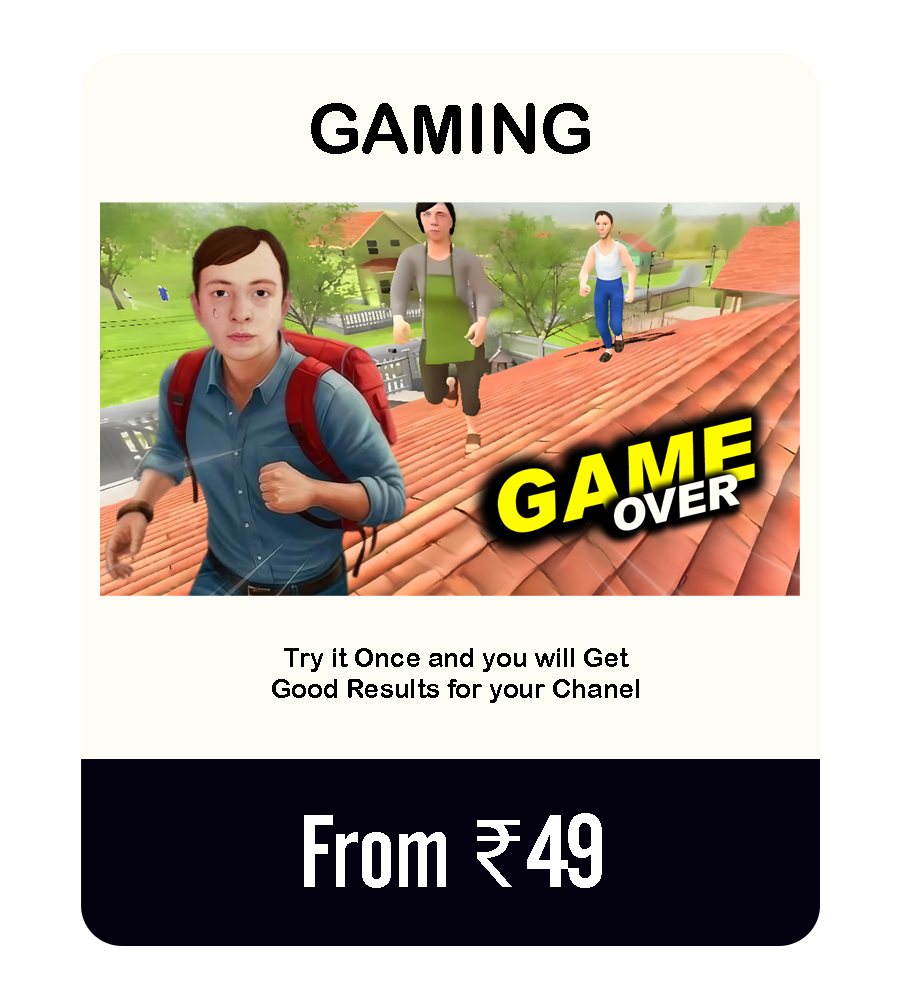 GAMING
GAME
OVER
Try it Once and you will Get
Good Results for your Chanel
From ₹49